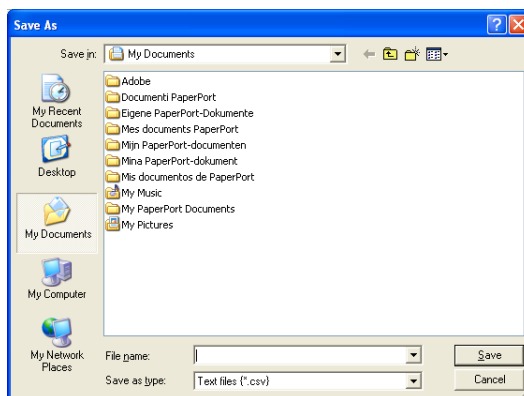 Save As
Save in: My Documents
My Recent
Documents
Desktop
My Documents
My Computer
My Network
Places
Adobe
Documenti PaperPort
Eigene PaperPort-Dokumente
Mes documents PaperPort
Mijn PaperPort-documenten
Mina PaperPort-dokument
Mis documentos de PaperPort
My Music
My PaperPort Documents
My Pictures
File name: Save
Save as type: Text files (*.csv) Cancel